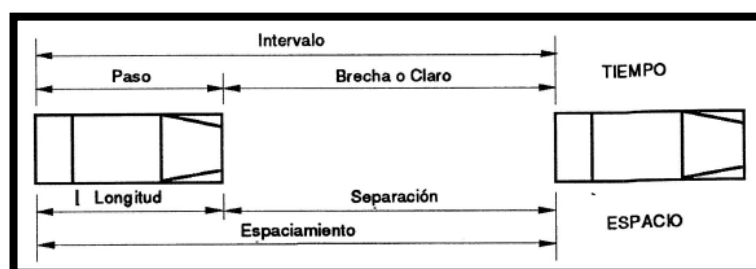 Intervalo
Paso
Brecha o Claro
TIEMPO
l Longitud
Separación
ESPACIO
Espaciamiento